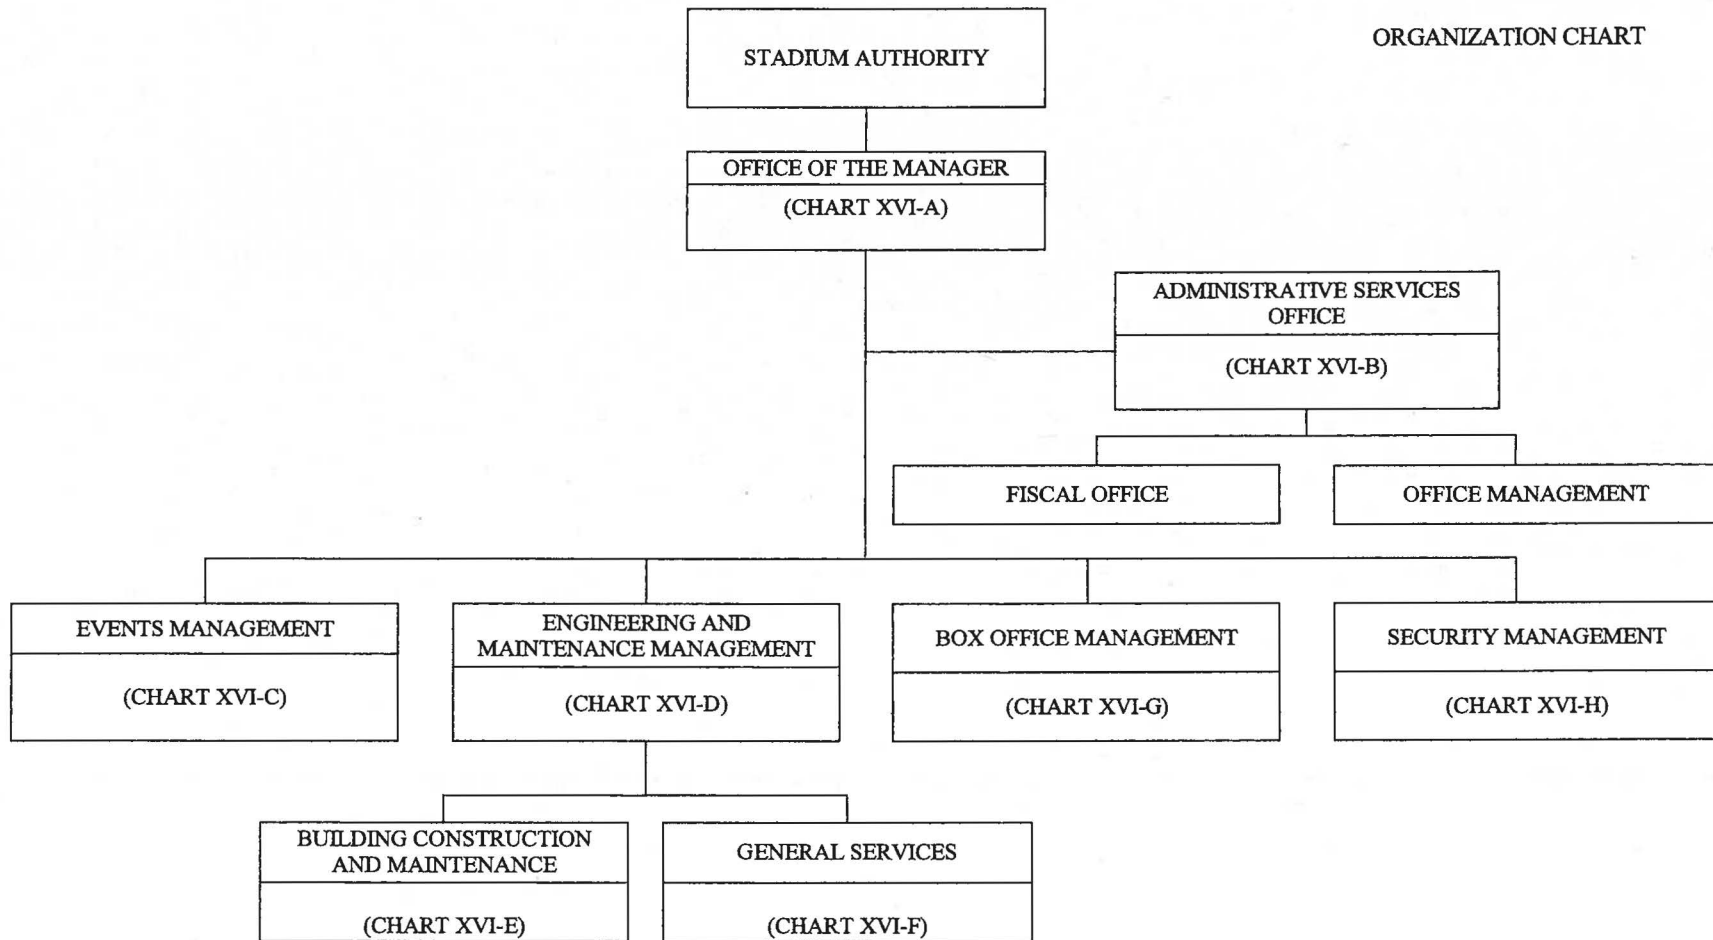 ORGANIZATION CHART
STADIUM AUTHORITY
OFFICE OF THE MANAGER
(CHART XVI-A)
ADMINISTRATIVE SERVICES
OFFICE
(CHART XVI-B)
FISCAL OFFICE
OFFICE MANAGEMENT
EVENTS MANAGEMENT
(CHART XVI-C)
ENGINEERING AND
MAINTENANCE MANAGEMENT
(CHART XVI-D)
BOX OFFICE MANAGEMENT
(CHART XVI-G)
SECURITY MANAGEMENT
(CHART XVI-H)
BUILDING CONSTRUCTION
AND MAINTENANCE
(CHART XVI-E)
GENERAL SERVICES
(CHART XVI-F)